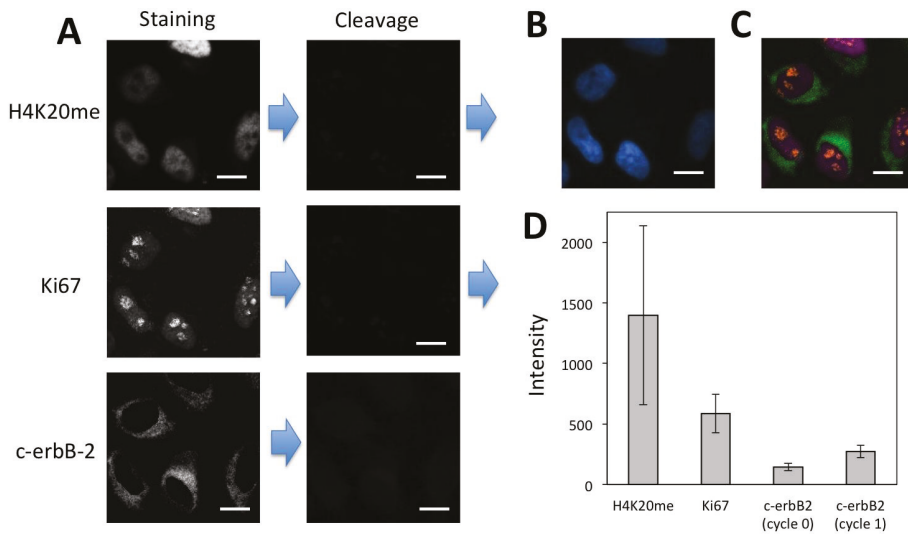 A
Staining
Cleavage
B
C
H4K20me
Ki67
c-erbB-2
D
2000
1500
1000
500
0
Intensity
H4K20me
Ki67
c-erbB2
(cycle 0)
c-erbB2
(cycle 1)